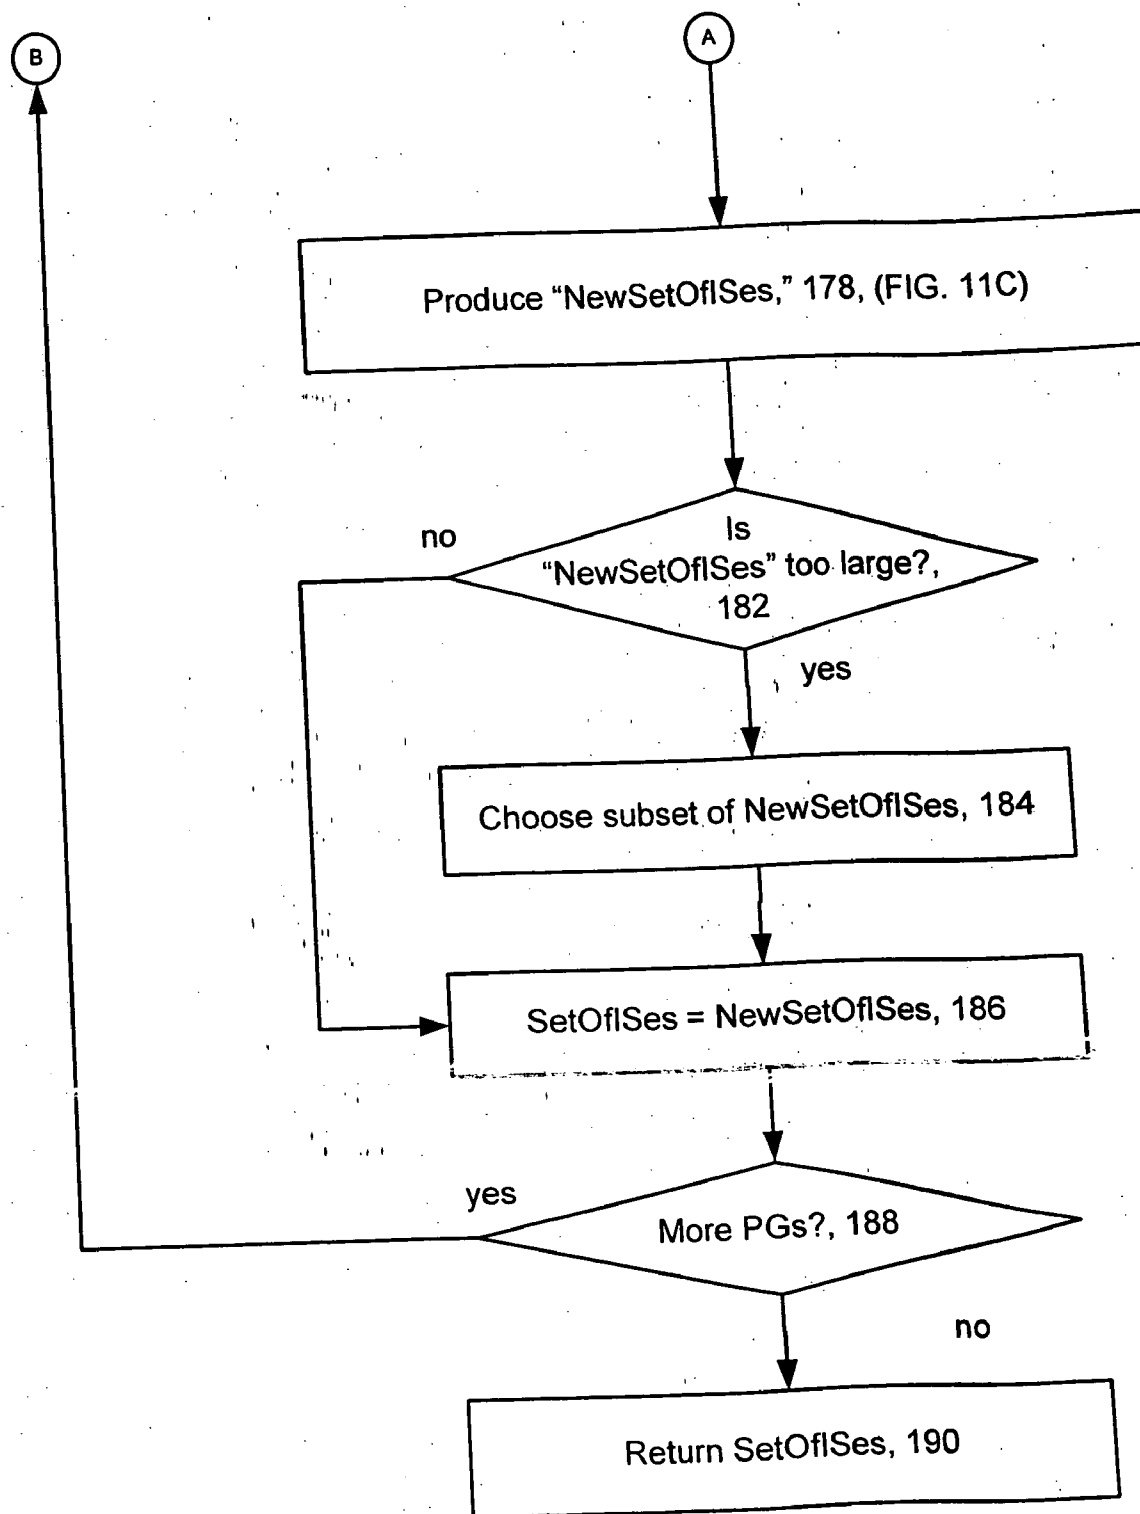 B
A
Produce “NewSetOfISes,” 178, (FIG. 11C)
no
Is
“NewSetOfISes” too large?,
182
yes
Choose subset of NewSetOfISes, 184
SetOfISes = NewSetOfISes, 186
yes
More PGs?, 188
no
Return SetOfISes, 190